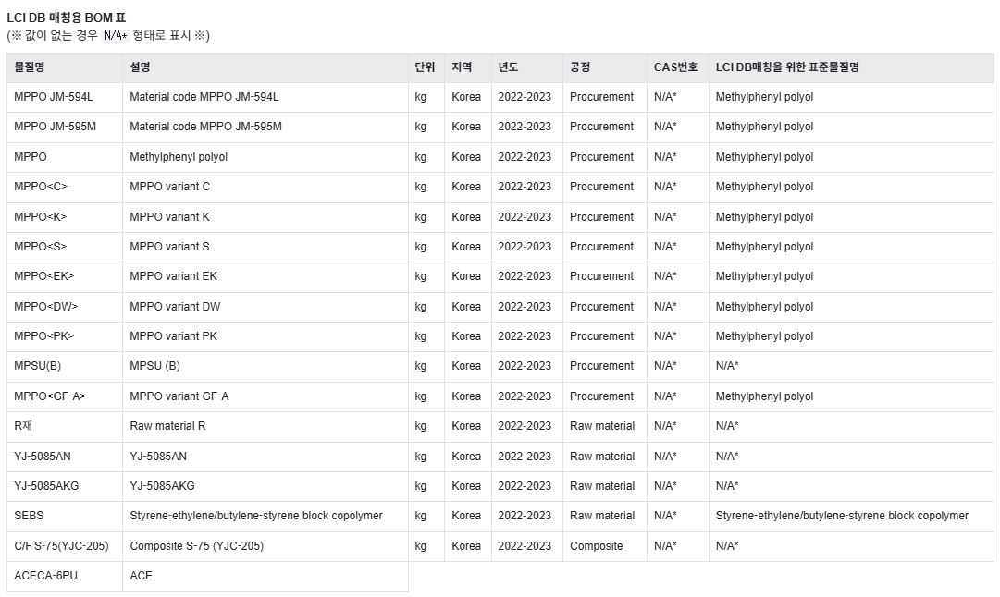 LCI DB 매칭용 BOM 표
(※ 값이 없는 경우 N/A* 형태로 표시 ※)
물질명 설명 단위 지역 년도 공정 CAS번호 LCI DB매칭을 위한 표준물질명
MPPO JM-594L Material code MPPO JM-594L kg Korea 2022-2023 Procurement N/A* Methylphenyl polyol
MPPO JM-595M Material code MPPO JM-595M kg Korea 2022-2023 Procurement N/A* Methylphenyl polyol
MPPO Methylphenyl polyol kg Korea 2022-2023 Procurement N/A* Methylphenyl polyol
MPPO<C> MPPO variant C kg Korea 2022-2023 Procurement N/A* Methylphenyl polyol
MPPO<K> MPPO variant K kg Korea 2022-2023 Procurement N/A* Methylphenyl polyol
MPPO<S> MPPO variant S kg Korea 2022-2023 Procurement N/A* Methylphenyl polyol
MPPO<EK> MPPO variant EK kg Korea 2022-2023 Procurement N/A* Methylphenyl polyol
MPPO<DW> MPPO variant DW kg Korea 2022-2023 Procurement N/A* Methylphenyl polyol
MPPO<PK> MPPO variant PK kg Korea 2022-2023 Procurement N/A* Methylphenyl polyol
MPSU(B) MPSU (B) kg Korea 2022-2023 Procurement N/A* N/A*
MPPO<GF-A> MPPO variant GF-A kg Korea 2022-2023 Procurement N/A* Methylphenyl polyol
R재 Raw material R kg Korea 2022-2023 Raw material N/A* N/A*
YJ-5085AN YJ-5085AN kg Korea 2022-2023 Raw material N/A* N/A*
YJ-5085AKG YJ-5085AKG kg Korea 2022-2023 Raw material N/A* N/A*
SEBS Styrene-ethylene/butylene-styrene block copolymer kg Korea 2022-2023 Raw material N/A* Styrene-ethylene/butylene-styrene block copolymer
C/F S-75(YJC-205) Composite S-75 (YJC-205) kg Korea 2022-2023 Composite N/A* N/A*
ACECA-6PU ACE